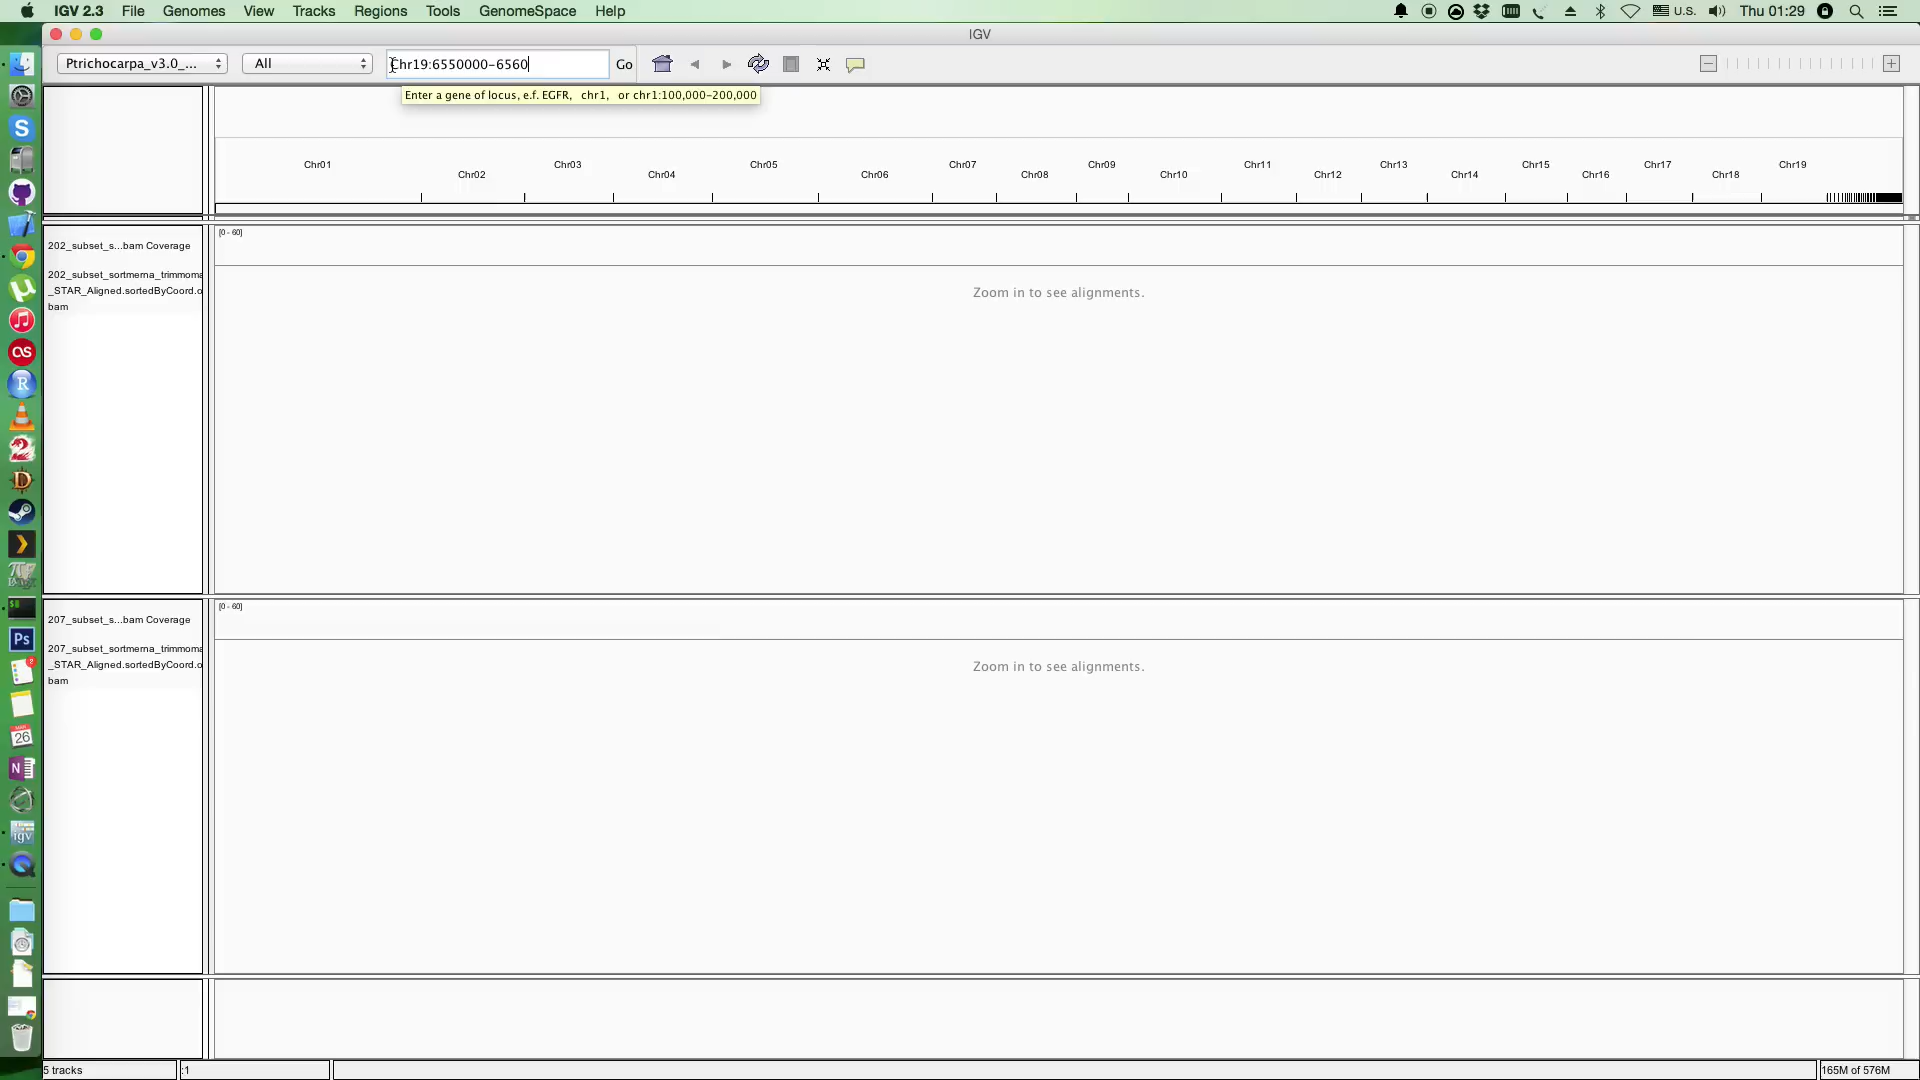 IGV 2.3 File Genomes View Tracks Regions Tools GenomeSpace Help U.S. Thu 01:29
IGV
Ptrichocarpa_v3.0_... All Chr19:6550000-6560 Go
Enter a gene of locus, e.f. EGFR, chr1, or chr1:100,000-200,000
Chr01 Chr03 Chr05 Chr07 Chr09 Chr11 Chr13 Chr15 Chr17 Chr19
Chr02 Chr04 Chr06 Chr08 Chr10 Chr12 Chr14 Chr16 Chr18
[0 - 60]
202_subset_s...bam Coverage
202_subset_sortmerna_trimmoma
_STAR_Aligned.sortedByCoord.o
bam
Zoom in to see alignments.
[0 - 60]
207_subset_s...bam Coverage
207_subset_sortmerna_trimmoma
_STAR_Aligned.sortedByCoord.o
bam
Zoom in to see alignments.
5 tracks :1 165M of 576M